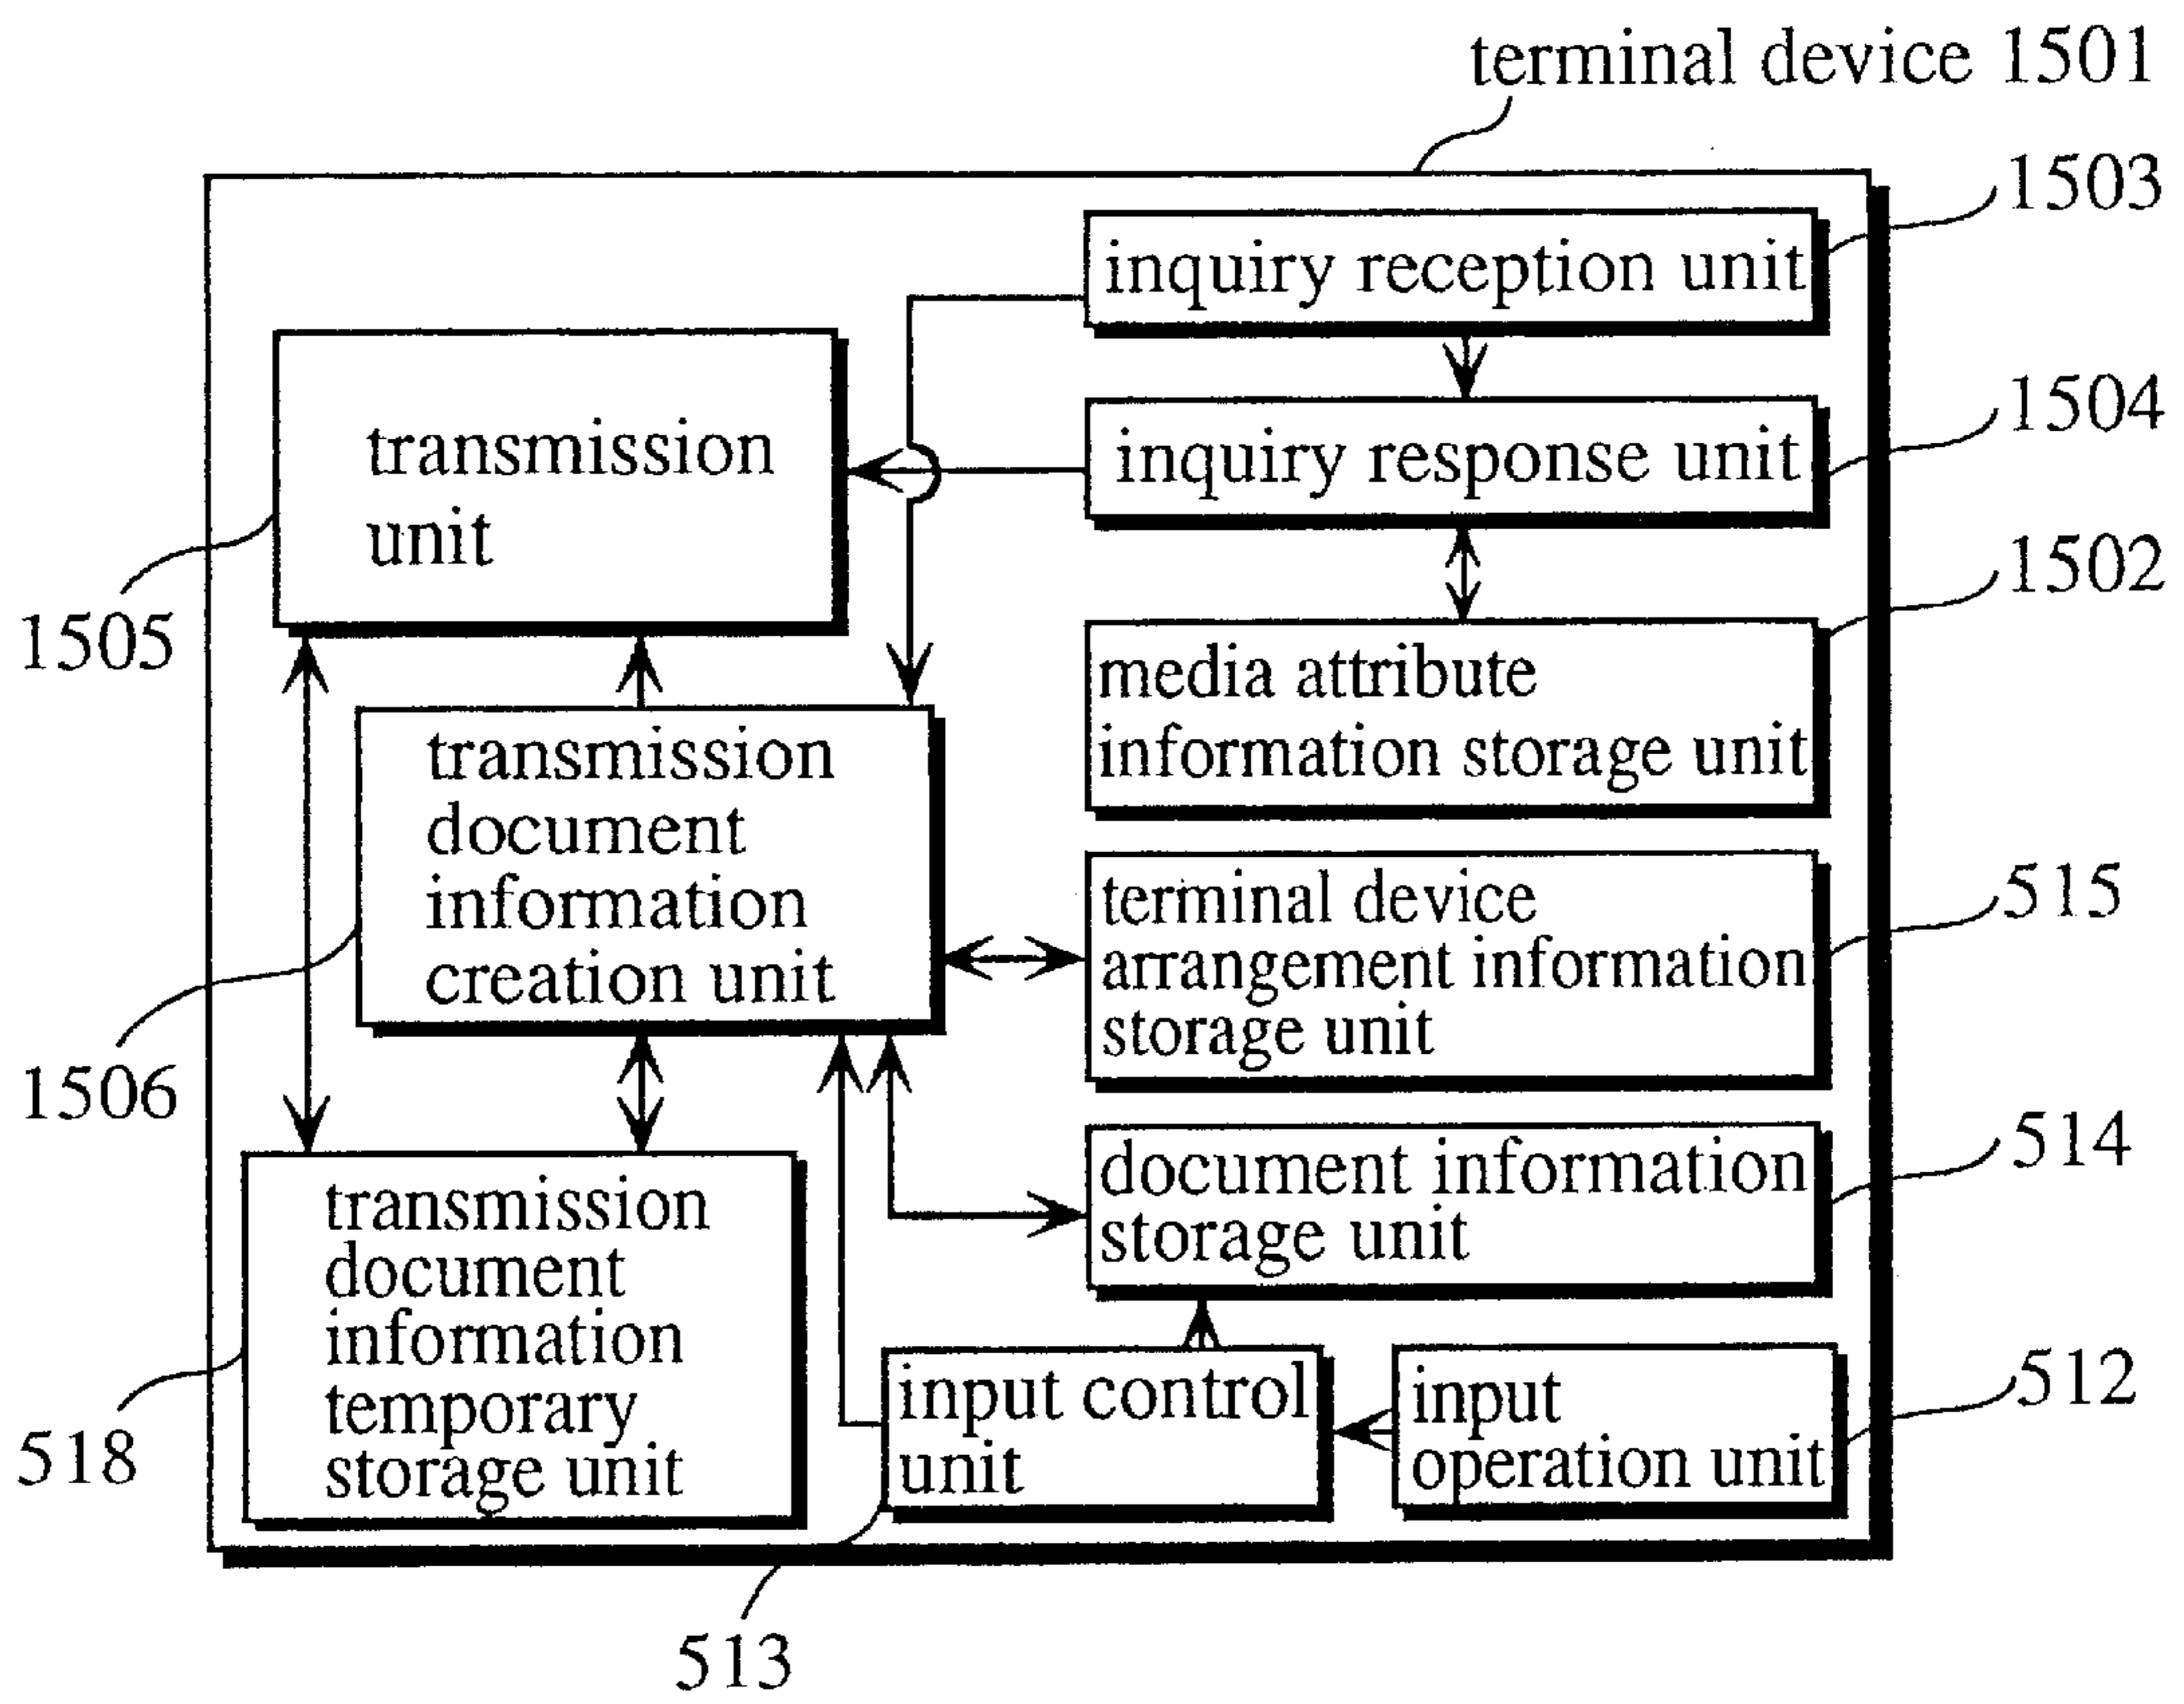 terminal device 1501
1503
inquiry reception unit
1504
inquiry response unit
transmission
unit
1505
1502
media attribute
information storage unit
transmission
document
information
creation unit
1506
515
terminal device
arrangement information
storage unit
514
document information
storage unit
transmission
document
information
temporary
storage unit
518
input control
unit
513
512
input
operation unit